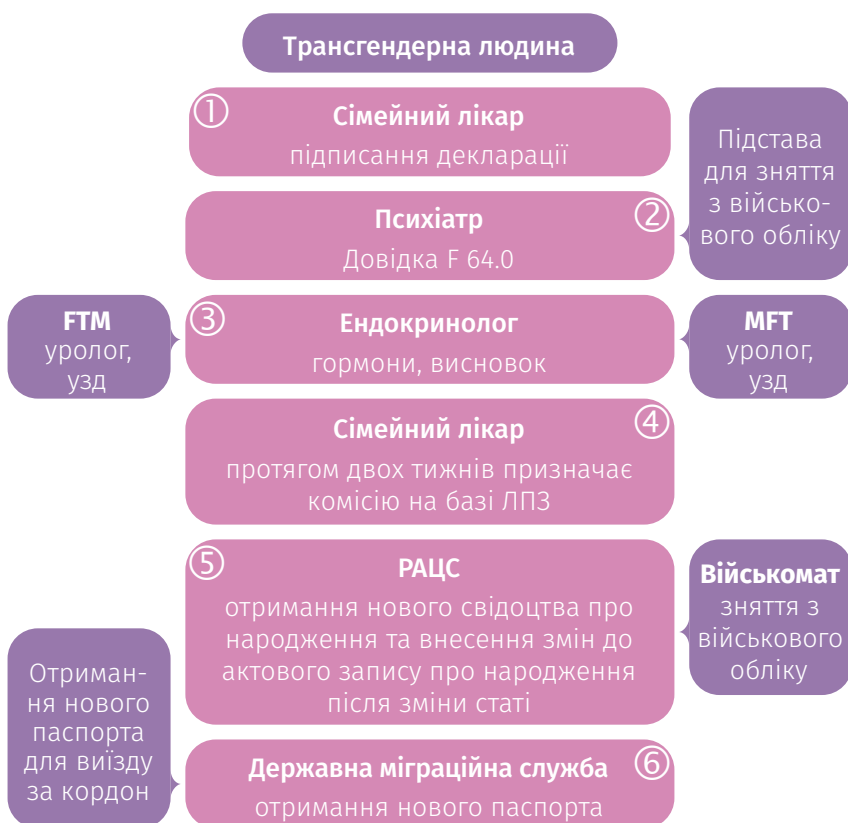 Трансгендерна людина
①
Сімейний лікар
підписання декларації
Підстава
для зняття
з військо-
вого обліку
Психіатр
②
Довідка F 64.0
FTM
уролог,
узд
③
Ендокринолог
гормони, висновок
MFT
уролог,
узд
Сімейний лікар
④
протягом двох тижнів призначає
комісію на базі ЛПЗ
⑤
РАЦС
отримання нового свідоцтва про
народження та внесення змін до
актового запису про народження
після зміни статі
Військомат
зняття з
військового
обліку
Отриман-
ня нового
паспорта
для виїзду
за кордон
Державна міграційна служба
⑥
отримання нового паспорта